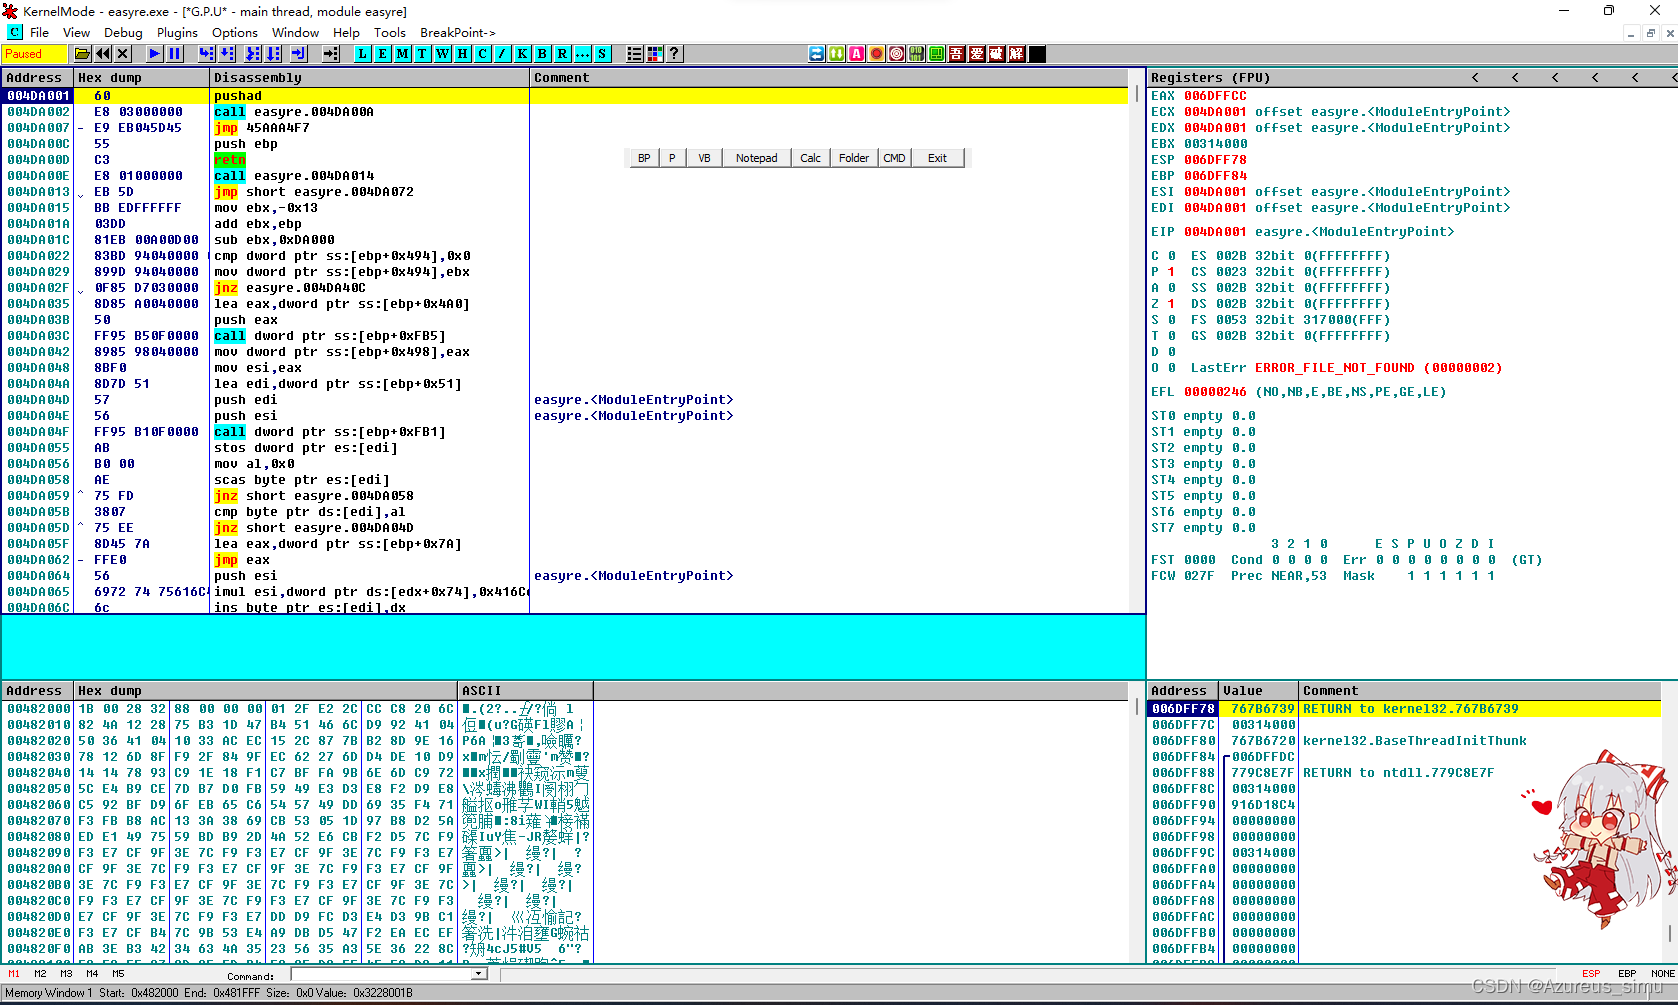 KernelMode - easyre.exe - [*G.P.U* - main thread, module easyre]
C File View Debug Plugins Options Window Help BreakPoint->
Paused L E M T W H C / K B R ... S ? A 吾 爱 破 解
Address Hex dump Disassembly Comment
004DA001 60 pushad
004DA002 E8 03000000 call easyre.004DA00A
004DA007 - E9 EB045D45 jmp 45AAA4F7
004DA00C 55 push ebp
004DA00D C3 retn
004DA00E E8 01000000 call easyre.004DA014
004DA013 EB 5D jmp short easyre.004DA072
004DA015 BB EDFFFFFF mov ebx,-0x13
004DA01A 03DD add ebx,ebp
004DA01C 81EB 00A00D00 sub ebx,0xDA000
004DA022 83BD 94040000 cmp dword ptr ss:[ebp+0x494],0x0
004DA029 899D 94040000 mov dword ptr ss:[ebp+0x494],ebx
004DA02F 0F85 D7030000 jnz easyre.004DA40C
004DA035 8D85 A0040000 lea eax,dword ptr ss:[ebp+0x4A0]
004DA03B 50 push eax
004DA03C FF95 B50F0000 call dword ptr ss:[ebp+0xFB5]
004DA042 8985 98040000 mov dword ptr ss:[ebp+0x498],eax
004DA048 8BF0 mov esi,eax
004DA04A 8D7D 51 lea edi,dword ptr ss:[ebp+0x51]
004DA04D 57 push edi easyre.<ModuleEntryPoint>
004DA04E 56 push esi easyre.<ModuleEntryPoint>
004DA04F FF95 B10F0000 call dword ptr ss:[ebp+0xFB1]
004DA055 AB stos dword ptr es:[edi]
004DA056 B0 00 mov al,0x0
004DA058 AE scas byte ptr es:[edi]
004DA059 ^ 75 FD jnz short easyre.004DA058
004DA05B 3807 cmp byte ptr ds:[edi],al
004DA05D ^ 75 EE jnz short easyre.004DA04D
004DA05F 8D45 7A lea eax,dword ptr ss:[ebp+0x7A]
004DA062 - FFE0 jmp eax
004DA064 56 push esi easyre.<ModuleEntryPoint>
004DA065 6972 74 75616C imul esi,dword ptr ds:[edx+0x74],0x416C
004DA06C 6c ins byte ptr es:[edi],dx
BP P VB Notepad Calc Folder CMD Exit
Registers (FPU) < < < < < <
EAX 006DFFCC
ECX 004DA001 offset easyre.<ModuleEntryPoint>
EDX 004DA001 offset easyre.<ModuleEntryPoint>
EBX 00314000
ESP 006DFF78
EBP 006DFF84
ESI 004DA001 offset easyre.<ModuleEntryPoint>
EDI 004DA001 offset easyre.<ModuleEntryPoint>
EIP 004DA001 easyre.<ModuleEntryPoint>
C 0 ES 002B 32bit 0(FFFFFFFF)
P 1 CS 0023 32bit 0(FFFFFFFF)
A 0 SS 002B 32bit 0(FFFFFFFF)
Z 1 DS 002B 32bit 0(FFFFFFFF)
S 0 FS 0053 32bit 317000(FFF)
T 0 GS 002B 32bit 0(FFFFFFFF)
D 0
O 0 LastErr ERROR_FILE_NOT_FOUND (00000002)
EFL 00000246 (NO,NB,E,BE,NS,PE,GE,LE)
ST0 empty 0.0
ST1 empty 0.0
ST2 empty 0.0
ST3 empty 0.0
ST4 empty 0.0
ST5 empty 0.0
ST6 empty 0.0
ST7 empty 0.0
3 2 1 0 E S P U O Z D I
FST 0000 Cond 0 0 0 0 Err 0 0 0 0 0 0 0 0 (GT)
FCW 027F Prec NEAR,53 Mask 1 1 1 1 1 1
Address Hex dump ASCII
00482000 1B 00 28 32 88 00 00 00 01 2F E2 2C CC C8 20 6C
00482010 82 4A 12 28 75 B3 1D 47 B4 51 46 6C D9 92 41 04
00482020 50 36 41 04 10 33 AC EC 15 2C 87 7B B2 8D 9E 16
00482030 78 12 6D 8F F9 2F 84 9F EC 62 27 6D D4 DE 10 D9
00482040 14 14 78 93 C9 1E 18 F1 C7 BF FA 9B 6E 6D C9 72
00482050 5C E4 B9 CE 7D B7 D0 FB 59 49 E3 D3 E8 F2 D9 E8
00482060 C5 92 BF D9 6F EB 65 C6 54 57 49 DD 69 35 F4 71
00482070 F3 FB B8 AC 13 3A 38 69 CB 53 05 1D 97 B8 D2 5A
00482080 ED E1 49 75 59 BD B9 2D 4A 52 E6 CB F2 D5 7C F9
00482090 F3 E7 CF 9F 3E 7C F9 F3 E7 CF 9F 3E 7C F9 F3 E7
004820A0 CF 9F 3E 7C F9 F3 E7 CF 9F 3E 7C F9 F3 E7 CF 9F
004820B0 3E 7C F9 F3 E7 CF 9F 3E 7C F9 F3 E7 CF 9F 3E 7C
004820C0 F9 F3 E7 CF 9F 3E 7C F9 F3 E7 CF 9F 3E 7C F9 F3
004820D0 E7 CF 9F 3E 7C F9 F3 E7 DD D9 FC D3 E4 D3 9B C1
004820E0 F3 E7 CF B4 7C 9B 53 E4 A9 DB D5 47 F2 EA EC EF
004820F0 AB 3E B3 42 34 63 4A 35 23 56 35 A3 5E 36 22 8C
Address Value Comment
006DFF78 767B6739 RETURN to kernel32.767B6739
006DFF7C 00314000
006DFF80 767B6720 kernel32.BaseThreadInitThunk
006DFF84 006DFFDC
006DFF88 779C8E7F RETURN to ntdll.779C8E7F
006DFF8C 00314000
006DFF90 916D18C4
006DFF94 00000000
006DFF98 00000000
006DFF9C 00314000
006DFFA0 00000000
006DFFA4 00000000
006DFFA8 00000000
006DFFAC 00000000
006DFFB0 00000000
006DFFB4 00000000
M1 M2 M3 M4 M5 Command: ESP EBP NONE
Memory Window 1 Start: 0x482000 End: 0x481FFF Size: 0x0 Value: 0x3228001B
CSDN @Azureus_simu